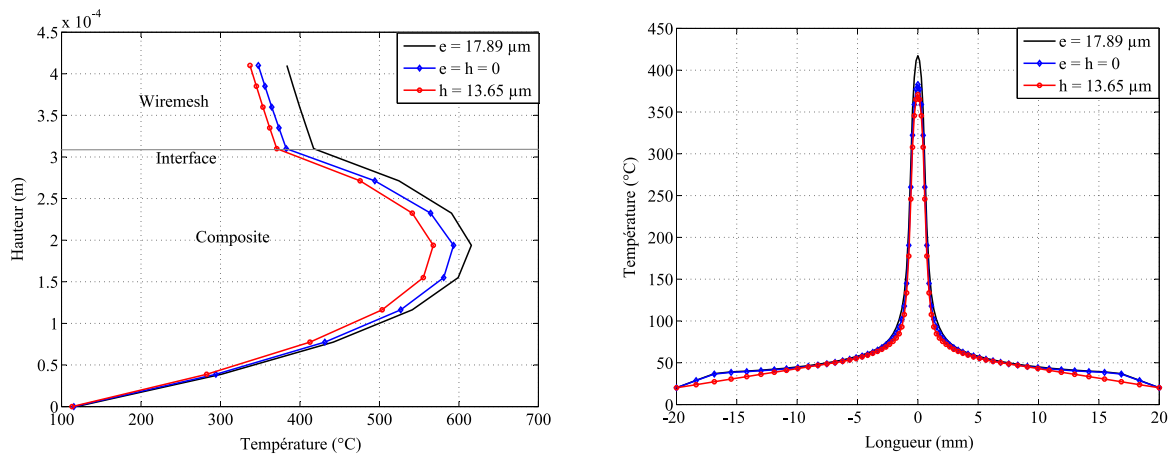 x 10⁻⁴
4.5
4
3.5
3
2.5
2
1.5
1
0.5
0
Hauteur (m)
e = 17.89 µm
e = h = 0
h = 13.65 µm
Wiremesh
Interface
Composite
100 200 300 400 500 600 700
Température (°C)
450
400
350
300
250
200
150
100
50
0
Température (°C)
e = 17.89 µm
e = h = 0
h = 13.65 µm
-20 -15 -10 -5 0 5 10 15 20
Longueur (mm)